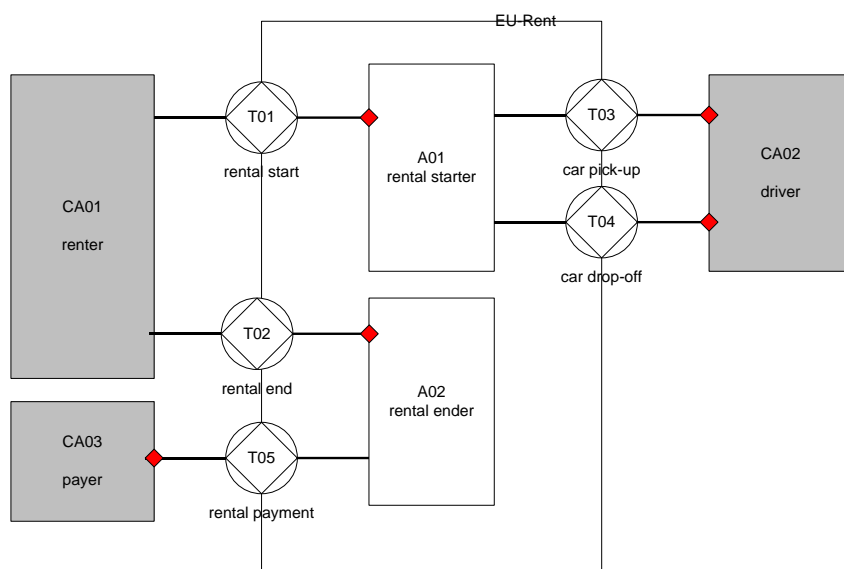 EU-Rent
T01
rental start
CA01
renter
A01
rental starter
T03
car pick-up
CA02
driver
T04
car drop-off
T02
rental end
A02
rental ender
CA03
payer
T05
rental payment